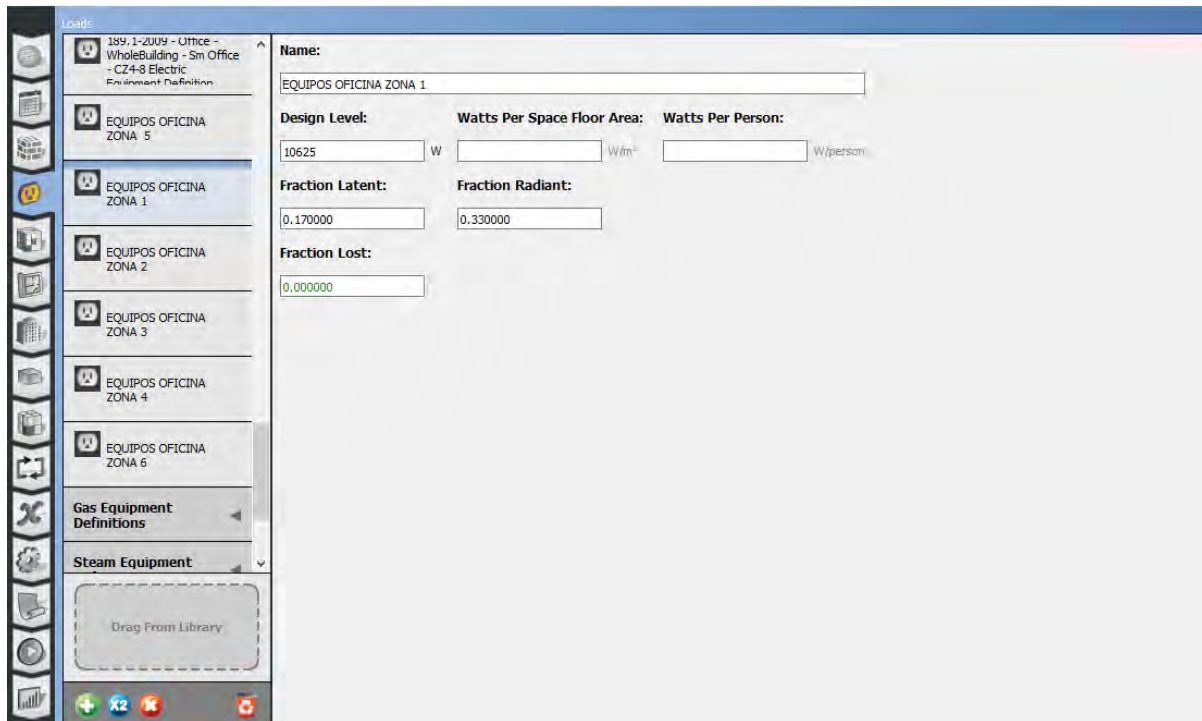 Loads
189.1-2009 - Office -
WholeBuilding - Sm Office
- CZ4-8 Electric
Equipment Definition
EQUIPOS OFICINA
ZONA 5
EQUIPOS OFICINA
ZONA 1
EQUIPOS OFICINA
ZONA 2
EQUIPOS OFICINA
ZONA 3
EQUIPOS OFICINA
ZONA 4
EQUIPOS OFICINA
ZONA 6
Gas Equipment
Definitions
Steam Equipment
Drag From Library
X2
Name:
EQUIPOS OFICINA ZONA 1
Design Level: Watts Per Space Floor Area: Watts Per Person:
10625 W W/m² W/person
Fraction Latent: Fraction Radiant:
0.170000 0.330000
Fraction Lost:
0.000000